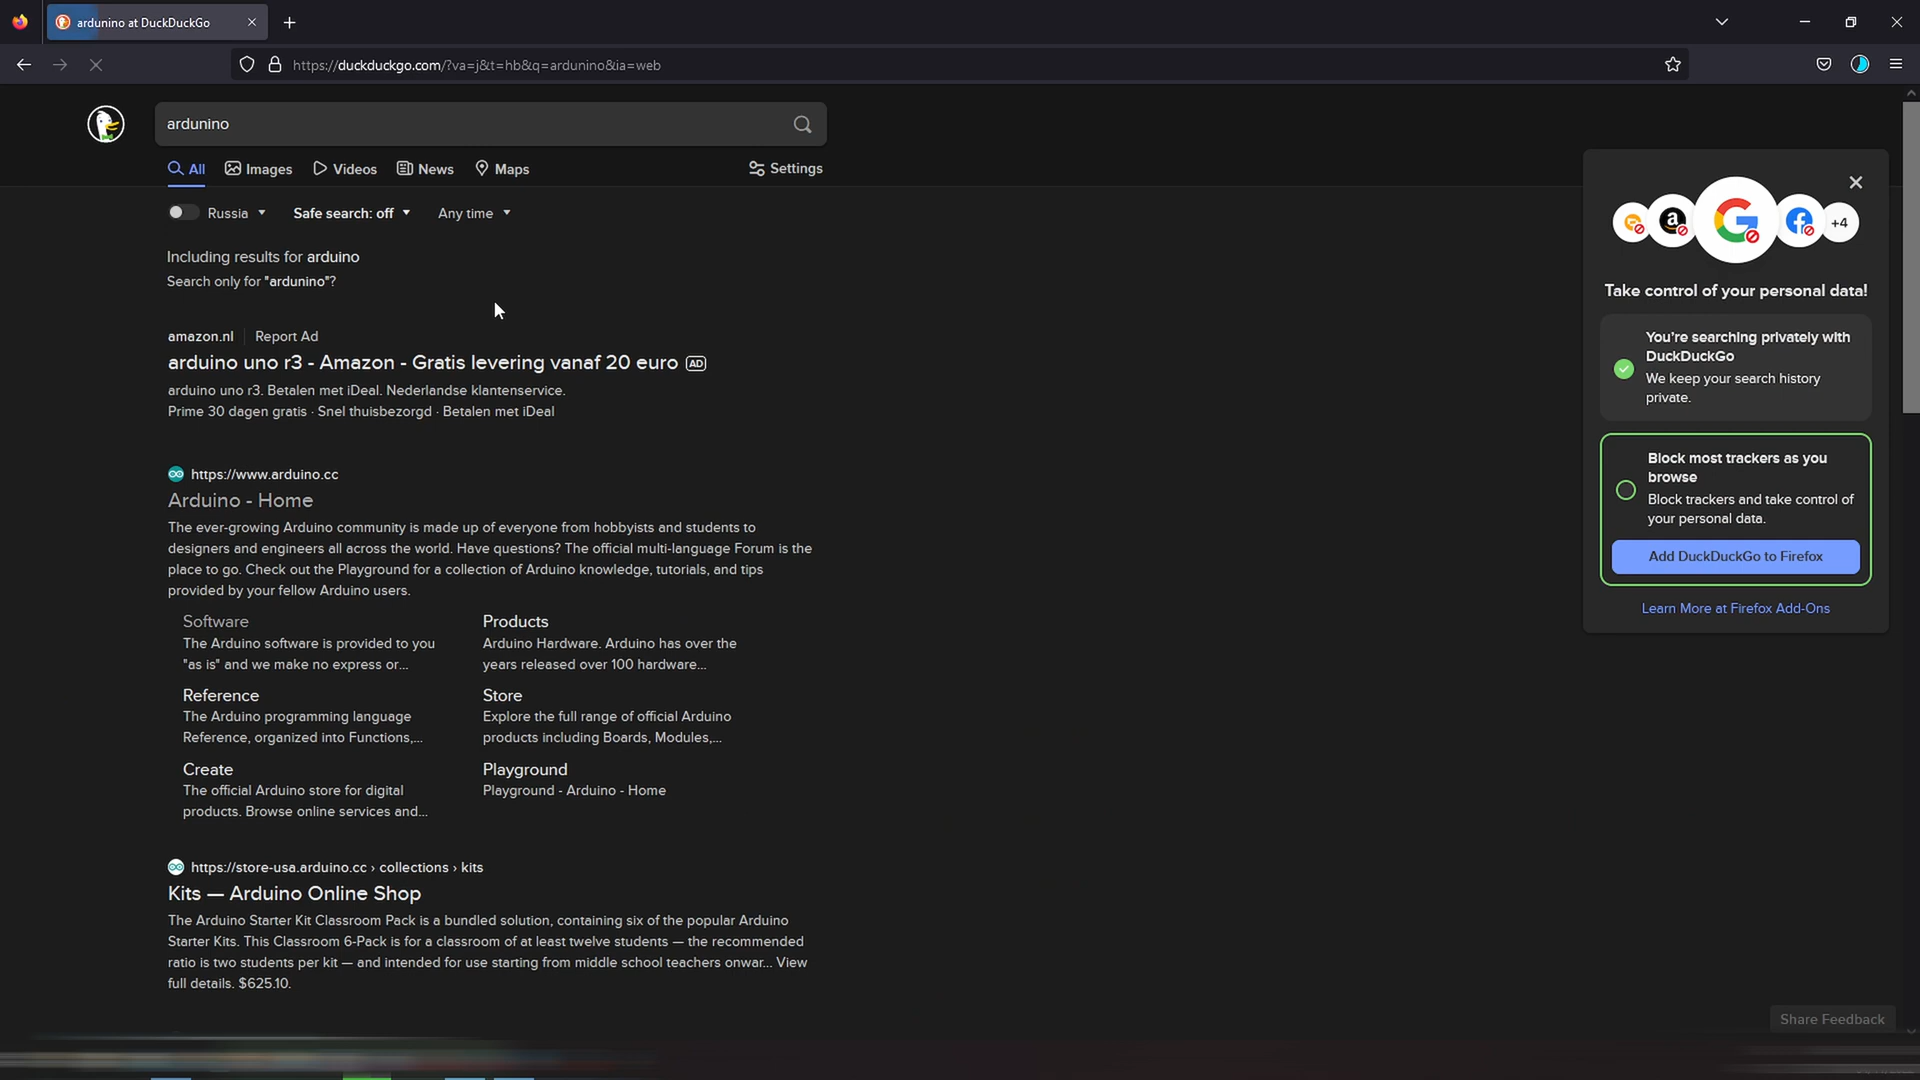 ardunino at DuckDuckGo
https://duckduckgo.com/?va=j&t=hb&q=ardunino&ia=web
ardunino
All Images Videos News Maps Settings
Russia Safe search: off Any time
Including results for arduino
Search only for "ardunino"?
amazon.nl Report Ad
arduino uno r3 - Amazon - Gratis levering vanaf 20 euro AD
arduino uno r3. Betalen met iDeal. Nederlandse klantenservice.
Prime 30 dagen gratis · Snel thuisbezorgd · Betalen met iDeal
https://www.arduino.cc
Arduino - Home
The ever-growing Arduino community is made up of everyone from hobbyists and students to
designers and engineers all across the world. Have questions? The official multi-language Forum is the
place to go. Check out the Playground for a collection of Arduino knowledge, tutorials, and tips
provided by your fellow Arduino users.
Software
The Arduino software is provided to you
"as is" and we make no express or...
Products
Arduino Hardware. Arduino has over the
years released over 100 hardware...
Reference
The Arduino programming language
Reference, organized into Functions,...
Store
Explore the full range of official Arduino
products including Boards, Modules,...
Create
The official Arduino store for digital
products. Browse online services and...
Playground
Playground - Arduino - Home
https://store-usa.arduino.cc › collections › kits
Kits — Arduino Online Shop
The Arduino Starter Kit Classroom Pack is a bundled solution, containing six of the popular Arduino
Starter Kits. This Classroom 6-Pack is for a classroom of at least twelve students — the recommended
ratio is two students per kit — and intended for use starting from middle school teachers onwar... View
full details. $625.10.
+4
Take control of your personal data!
You're searching privately with
DuckDuckGo
We keep your search history
private.
Block most trackers as you
browse
Block trackers and take control of
your personal data.
Add DuckDuckGo to Firefox
Learn More at Firefox Add-Ons
Share Feedback